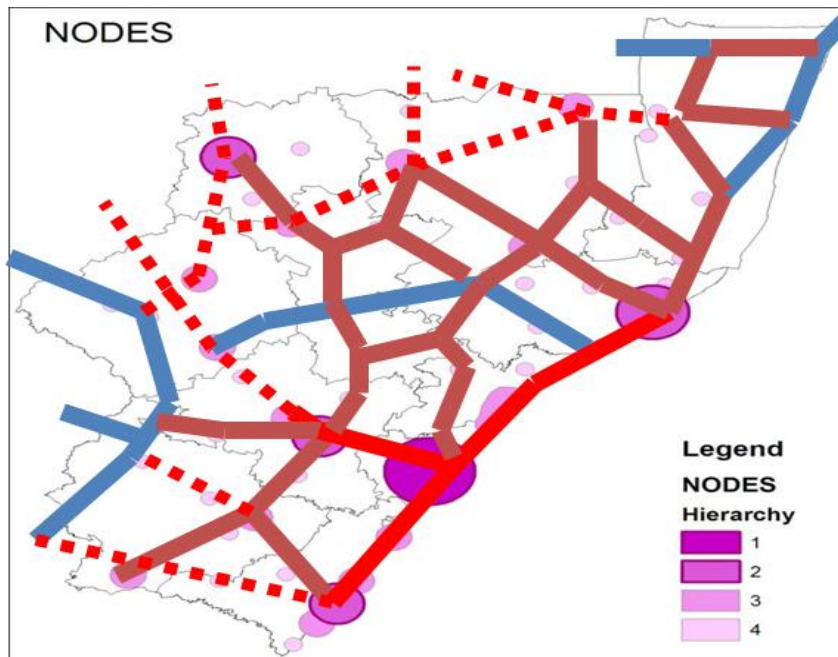 NODES
Legend
NODES
Hierarchy
1
2
3
4